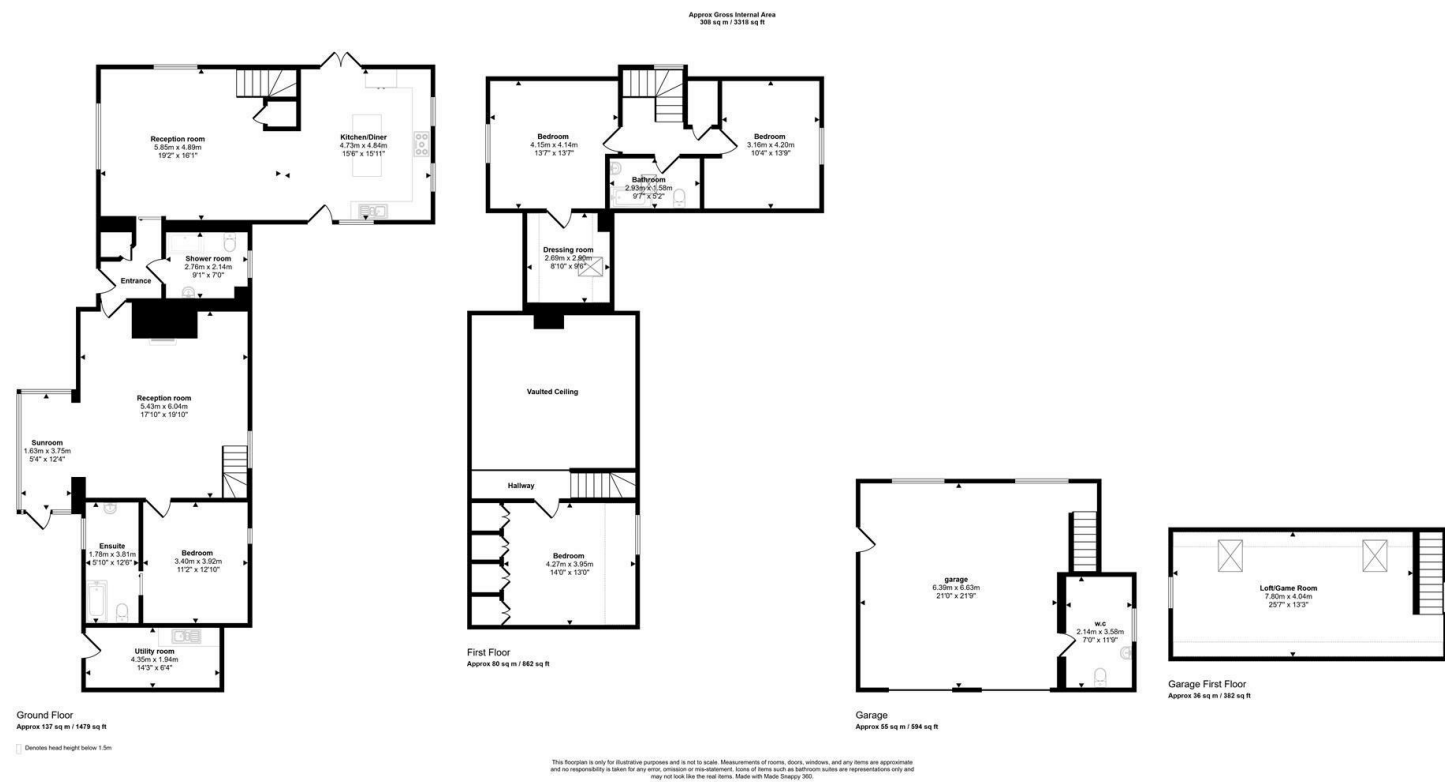 Approx Gross Internal Area
308 sq m / 3318 sq ft
Reception room
5.85m x 4.89m
19'2" x 16'1"
Kitchen/Diner
4.73m x 4.84m
15'6" x 15'11"
Shower room
2.76m x 2.14m
9'1" x 7'0"
Entrance
Reception room
5.43m x 6.04m
17'10" x 19'10"
Sunroom
1.63m x 3.75m
5'4" x 12'4"
Ensuite
1.78m x 3.81m
5'10" x 12'6"
Bedroom
3.40m x 3.92m
11'2" x 12'10"
Utility room
4.35m x 1.94m
14'3" x 6'4"
Ground Floor
Approx 137 sq m / 1479 sq ft
Denotes head height below 1.5m
Bedroom
4.15m x 4.14m
13'7" x 13'7"
Bedroom
3.16m x 4.20m
10'4" x 13'9"
Bathroom
2.93m x 1.58m
9'7" x 5'2"
Dressing room
2.69m x 2.90m
8'10" x 9'6"
Vaulted Ceiling
Hallway
Bedroom
4.27m x 3.95m
14'0" x 13'0"
First Floor
Approx 80 sq m / 862 sq ft
garage
6.39m x 6.63m
21'0" x 21'9"
w.c
2.14m x 3.58m
7'0" x 11'9"
Garage
Approx 55 sq m / 594 sq ft
Loft/Game Room
7.80m x 4.04m
25'7" x 13'3"
Garage First Floor
Approx 36 sq m / 382 sq ft
This floorplan is only for illustrative purposes and is not to scale. Measurements of rooms, doors, windows, and any items are approximate
and no responsibility is taken for any error, omission or mis-statement. Icons of items such as bathroom suites are representations only and
may not look like the real items. Made with Made Snappy 360.